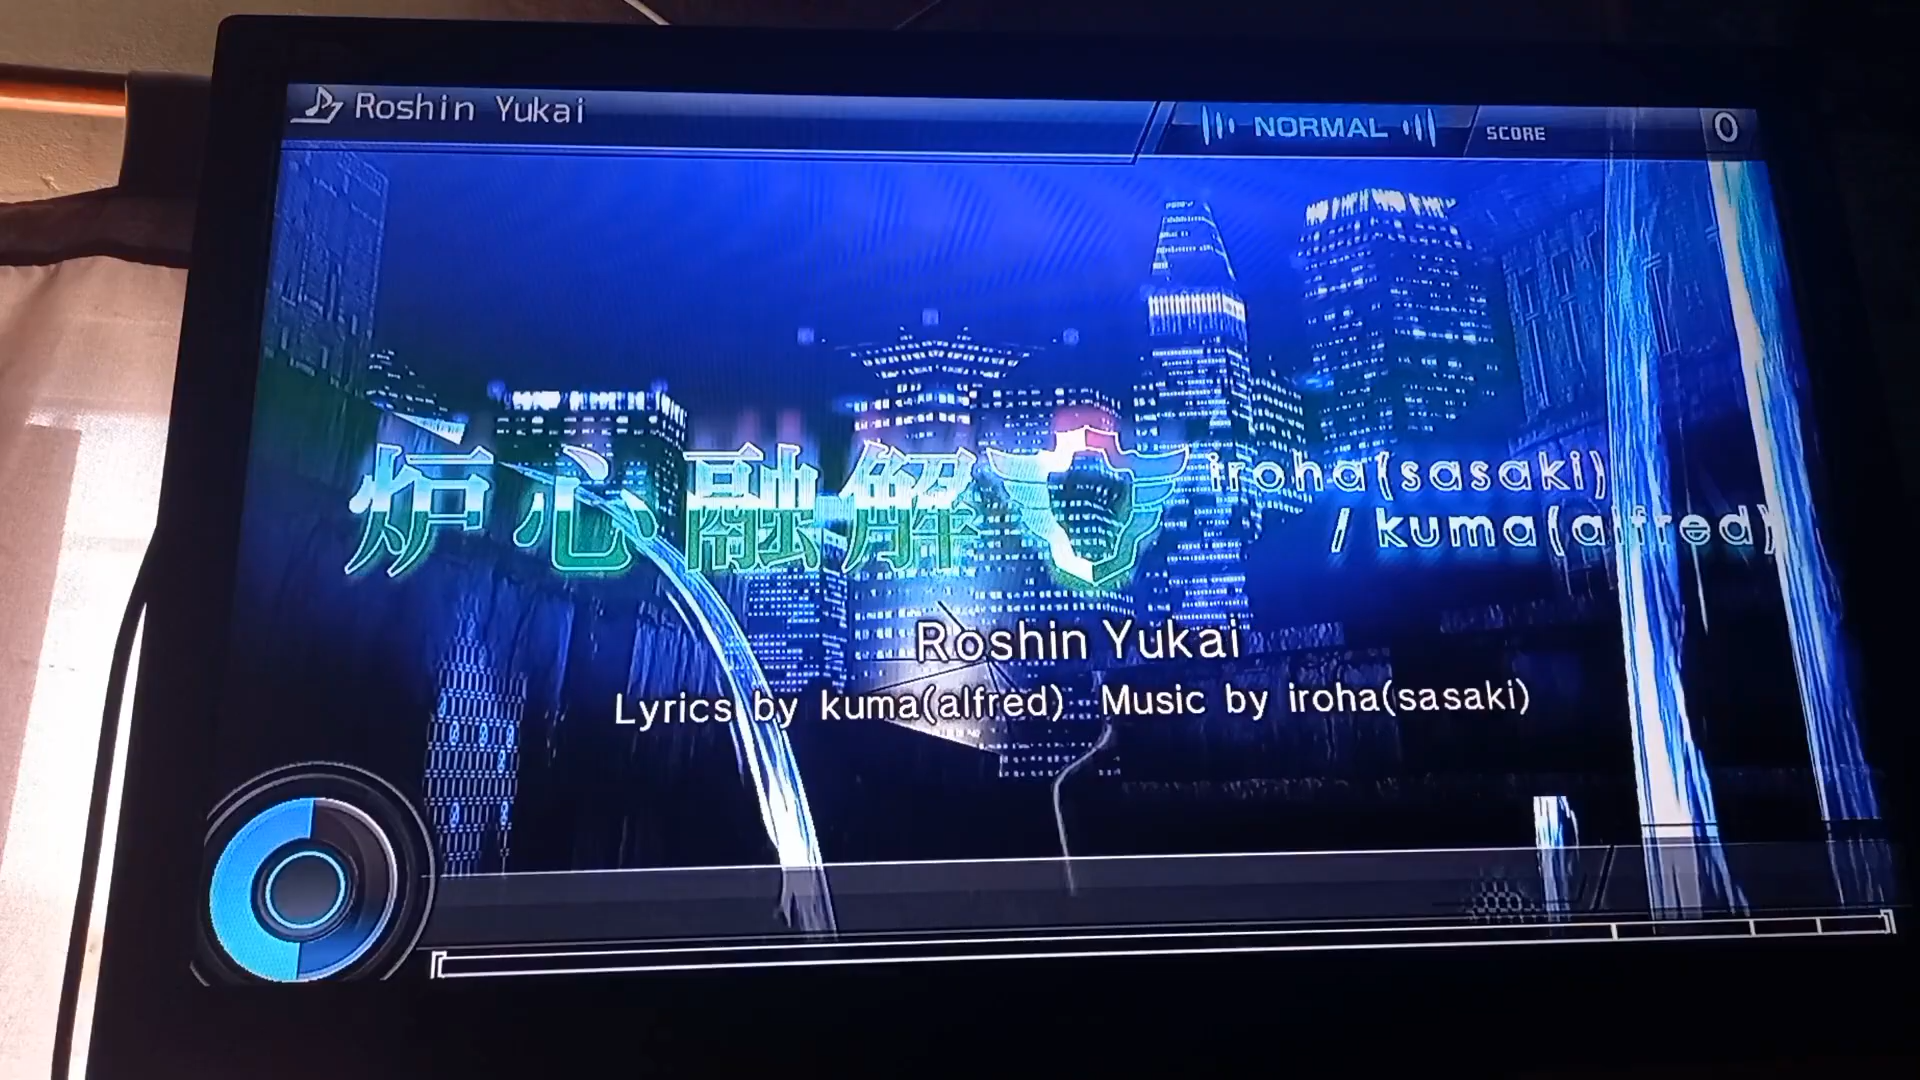 Roshin Yukai
NORMAL
SCORE
0
炉心融解
iroha(sasaki)
/ kuma(alfred)
Roshin Yukai
Lyrics by kuma(alfred) Music by iroha(sasaki)